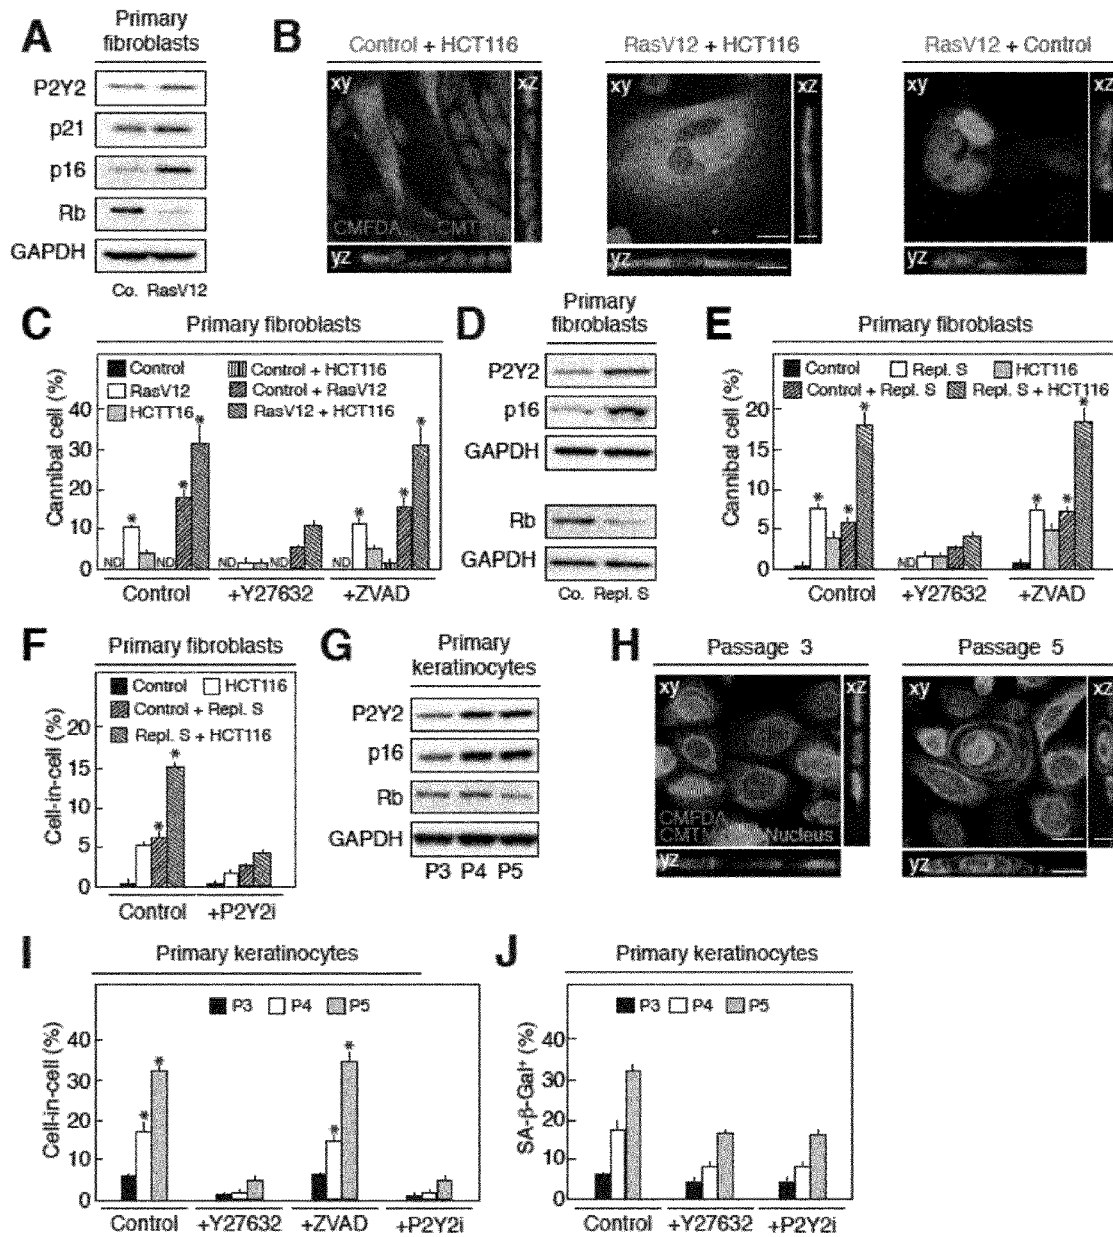 A
Primary
fibroblasts
P2Y2
p21
p16
Rb
GAPDH
Co. RasV12
B
Control + HCT116
RasV12 + HCT116
RasV12 + Control
xy
xz
yz
CMFDA
xy
xz
yz
xy
xz
yz
C
Primary fibroblasts
Cannibal cell (%)
Control
RasV12
HCTT16
Control + HCT116
Control + RasV12
RasV12 + HCT116
40
30
20
10
0
ND
ND
ND
ND
ND
ND
Control
+Y27632
+ZVAD
D
Primary
fibroblasts
P2Y2
p16
GAPDH
Rb
GAPDH
Co. Repl. S
E
Primary fibroblasts
Cannibal cell (%)
Control
Repl. S
HCT116
Control + Repl. S
Repl. S + HCT116
20
15
10
5
0
ND
Control
+Y27632
+ZVAD
F
Primary fibroblasts
Cell-in-cell (%)
Control
HCT116
Control + Repl. S
Repl. S + HCT116
20
15
10
5
0
Control
+P2Y2i
G
Primary
keratinocytes
P2Y2
p16
Rb
GAPDH
P3 P4 P5
H
Passage 3
Passage 5
xy
xz
yz
CMFDA
Nucleus
xy
xz
yz
I
Primary keratinocytes
Cell-in-cell (%)
P3
P4
P5
40
30
20
10
0
Control
+Y27632
+ZVAD
+P2Y2i
J
Primary keratinocytes
SA-β-Gal⁺ (%)
P3
P4
P5
40
30
20
10
0
Control
+Y27632
+P2Y2i